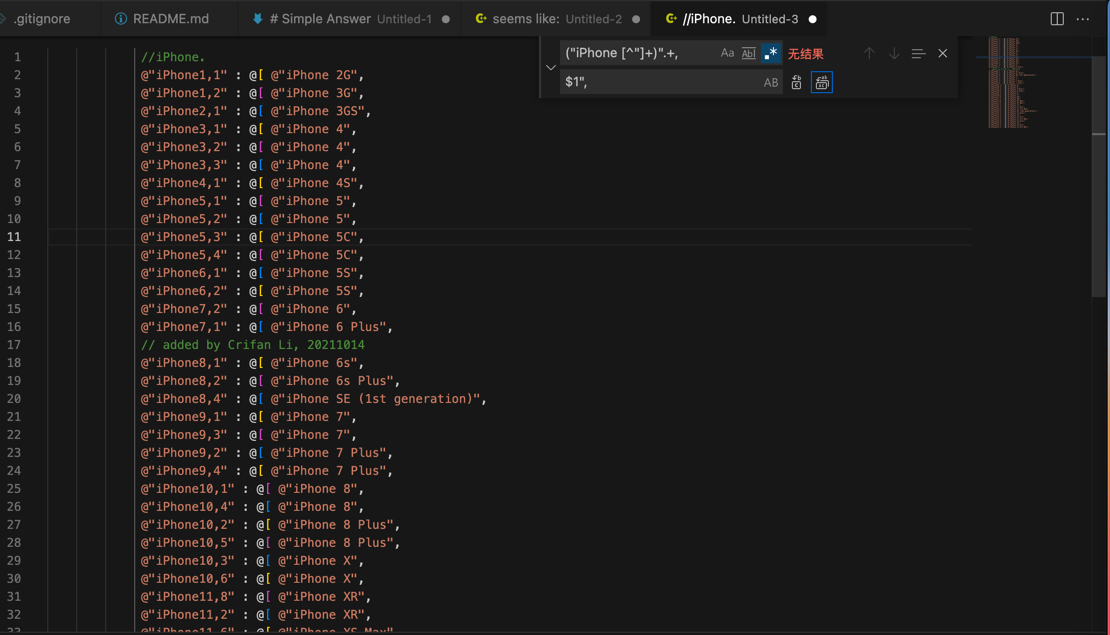 .gitignore
README.md
# Simple Answer Untitled-1
seems like: Untitled-2
//iPhone. Untitled-3
("iPhone [^"]+)".+,
Aa
Abl
.*
无结果
$1",
AB
1 //iPhone.
2 @"iPhone1,1" : @[ @"iPhone 2G",
3 @"iPhone1,2" : @[ @"iPhone 3G",
4 @"iPhone2,1" : @[ @"iPhone 3GS",
5 @"iPhone3,1" : @[ @"iPhone 4",
6 @"iPhone3,2" : @[ @"iPhone 4",
7 @"iPhone3,3" : @[ @"iPhone 4",
8 @"iPhone4,1" : @[ @"iPhone 4S",
9 @"iPhone5,1" : @[ @"iPhone 5",
10 @"iPhone5,2" : @[ @"iPhone 5",
11 @"iPhone5,3" : @[ @"iPhone 5C",
12 @"iPhone5,4" : @[ @"iPhone 5C",
13 @"iPhone6,1" : @[ @"iPhone 5S",
14 @"iPhone6,2" : @[ @"iPhone 5S",
15 @"iPhone7,2" : @[ @"iPhone 6",
16 @"iPhone7,1" : @[ @"iPhone 6 Plus",
17 // added by Crifan Li, 20211014
18 @"iPhone8,1" : @[ @"iPhone 6s",
19 @"iPhone8,2" : @[ @"iPhone 6s Plus",
20 @"iPhone8,4" : @[ @"iPhone SE (1st generation)",
21 @"iPhone9,1" : @[ @"iPhone 7",
22 @"iPhone9,3" : @[ @"iPhone 7",
23 @"iPhone9,2" : @[ @"iPhone 7 Plus",
24 @"iPhone9,4" : @[ @"iPhone 7 Plus",
25 @"iPhone10,1" : @[ @"iPhone 8",
26 @"iPhone10,4" : @[ @"iPhone 8",
27 @"iPhone10,2" : @[ @"iPhone 8 Plus",
28 @"iPhone10,5" : @[ @"iPhone 8 Plus",
29 @"iPhone10,3" : @[ @"iPhone X",
30 @"iPhone10,6" : @[ @"iPhone X",
31 @"iPhone11,8" : @[ @"iPhone XR",
32 @"iPhone11,2" : @[ @"iPhone XR",
33 @"iPhone11,6" : @[ @"iPhone XS Max",